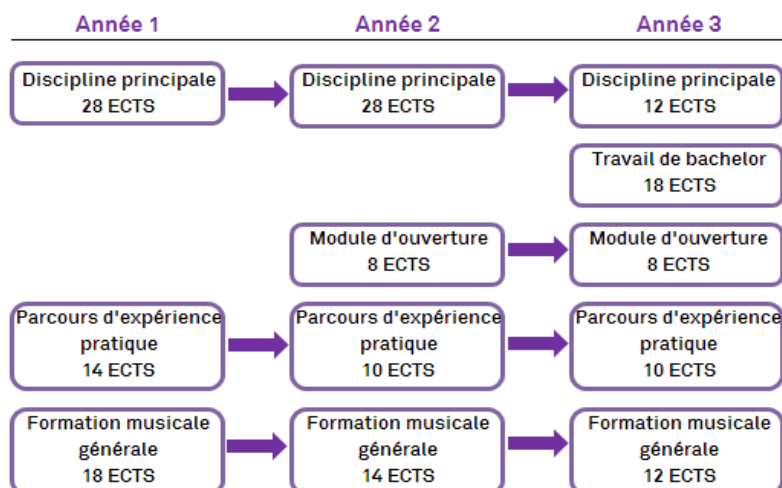 Année 1
Année 2
Année 3
Discipline principale
28 ECTS
Discipline principale
28 ECTS
Discipline principale
12 ECTS
Travail de bachelor
18 ECTS
Module d'ouverture
8 ECTS
Module d'ouverture
8 ECTS
Parcours d'expérience
pratique
14 ECTS
Parcours d'expérience
pratique
10 ECTS
Parcours d'expérience
pratique
10 ECTS
Formation musicale
générale
18 ECTS
Formation musicale
générale
14 ECTS
Formation musicale
générale
12 ECTS